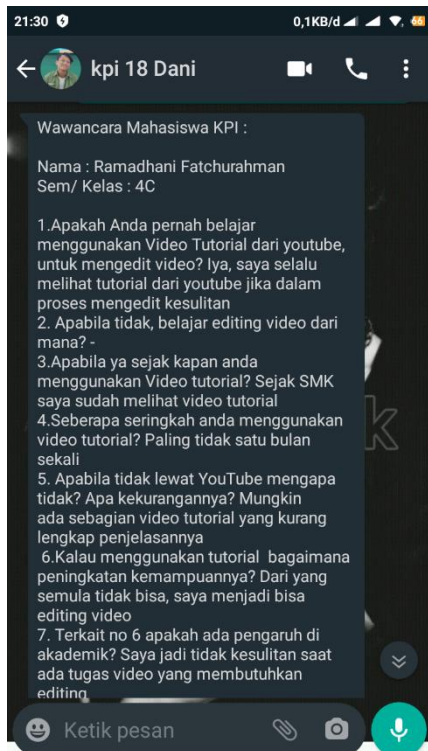 21:30
0,1KB/d
66
kpi 18 Dani
Wawancara Mahasiswa KPI :
Nama : Ramadhani Fatchurahman
Sem/ Kelas : 4C
1.Apakah Anda pernah belajar
menggunakan Video Tutorial dari youtube,
untuk mengedit video? Iya, saya selalu
melihat tutorial dari youtube jika dalam
proses mengedit kesulitan
2. Apabila tidak, belajar editing video dari
mana? -
3.Apabila ya sejak kapan anda
menggunakan Video tutorial? Sejak SMK
saya sudah melihat video tutorial
4.Seberapa seringkah anda menggunakan
video tutorial? Paling tidak satu bulan
sekali
5. Apabila tidak lewat YouTube mengapa
tidak? Apa kekurangannya? Mungkin
ada sebagian video tutorial yang kurang
lengkap penjelasannya
6.Kalau menggunakan tutorial  bagaimana
peningkatan kemampuannya? Dari yang
semula tidak bisa, saya menjadi bisa
editing video
7. Terkait no 6 apakah ada pengaruh di
akademik? Saya jadi tidak kesulitan saat
ada tugas video yang membutuhkan
editing
Ketik pesan